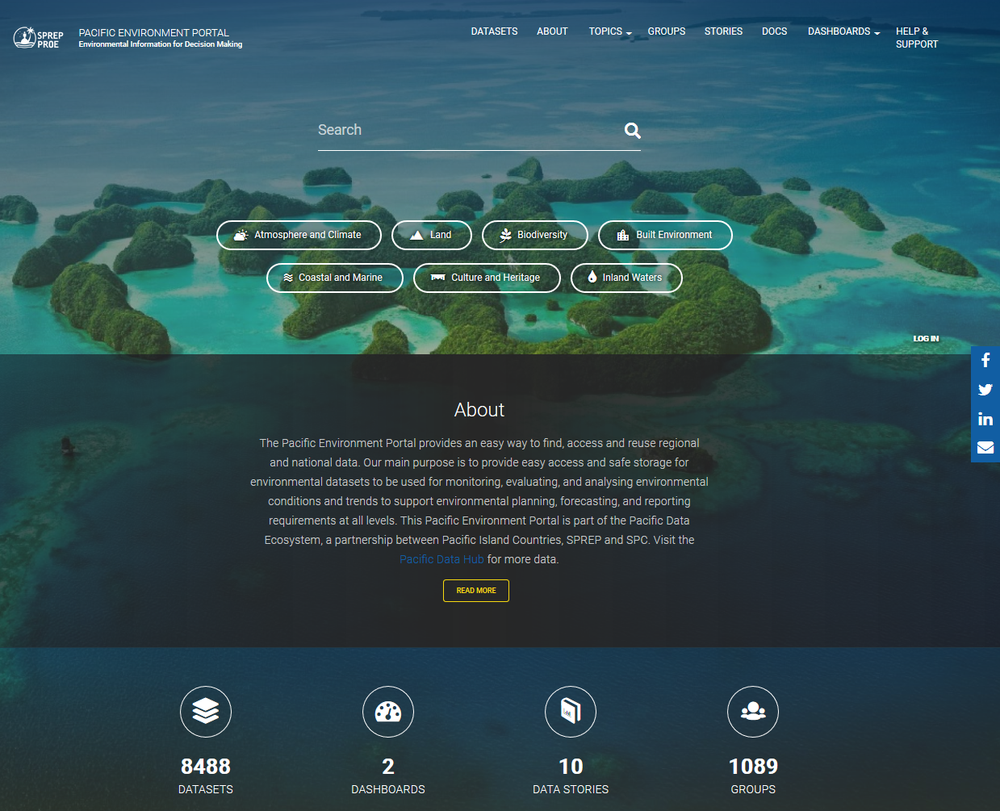 SPREP
PROE
PACIFIC ENVIRONMENT PORTAL
Environmental Information for Decision Making
DATASETS ABOUT TOPICS GROUPS STORIES DOCS DASHBOARDS HELP &
SUPPORT
Search
Atmosphere and Climate Land Biodiversity Built Environment
Coastal and Marine Culture and Heritage Inland Waters
LOG IN
About
The Pacific Environment Portal provides an easy way to find, access and reuse regional
and national data. Our main purpose is to provide easy access and safe storage for
environmental datasets to be used for monitoring, evaluating, and analysing environmental
conditions and trends to support environmental planning, forecasting, and reporting
requirements at all levels. This Pacific Environment Portal is part of the Pacific Data
Ecosystem, a partnership between Pacific Island Countries, SPREP and SPC. Visit the
Pacific Data Hub for more data.
READ MORE
8488 2 10 1089
DATASETS DASHBOARDS DATA STORIES GROUPS